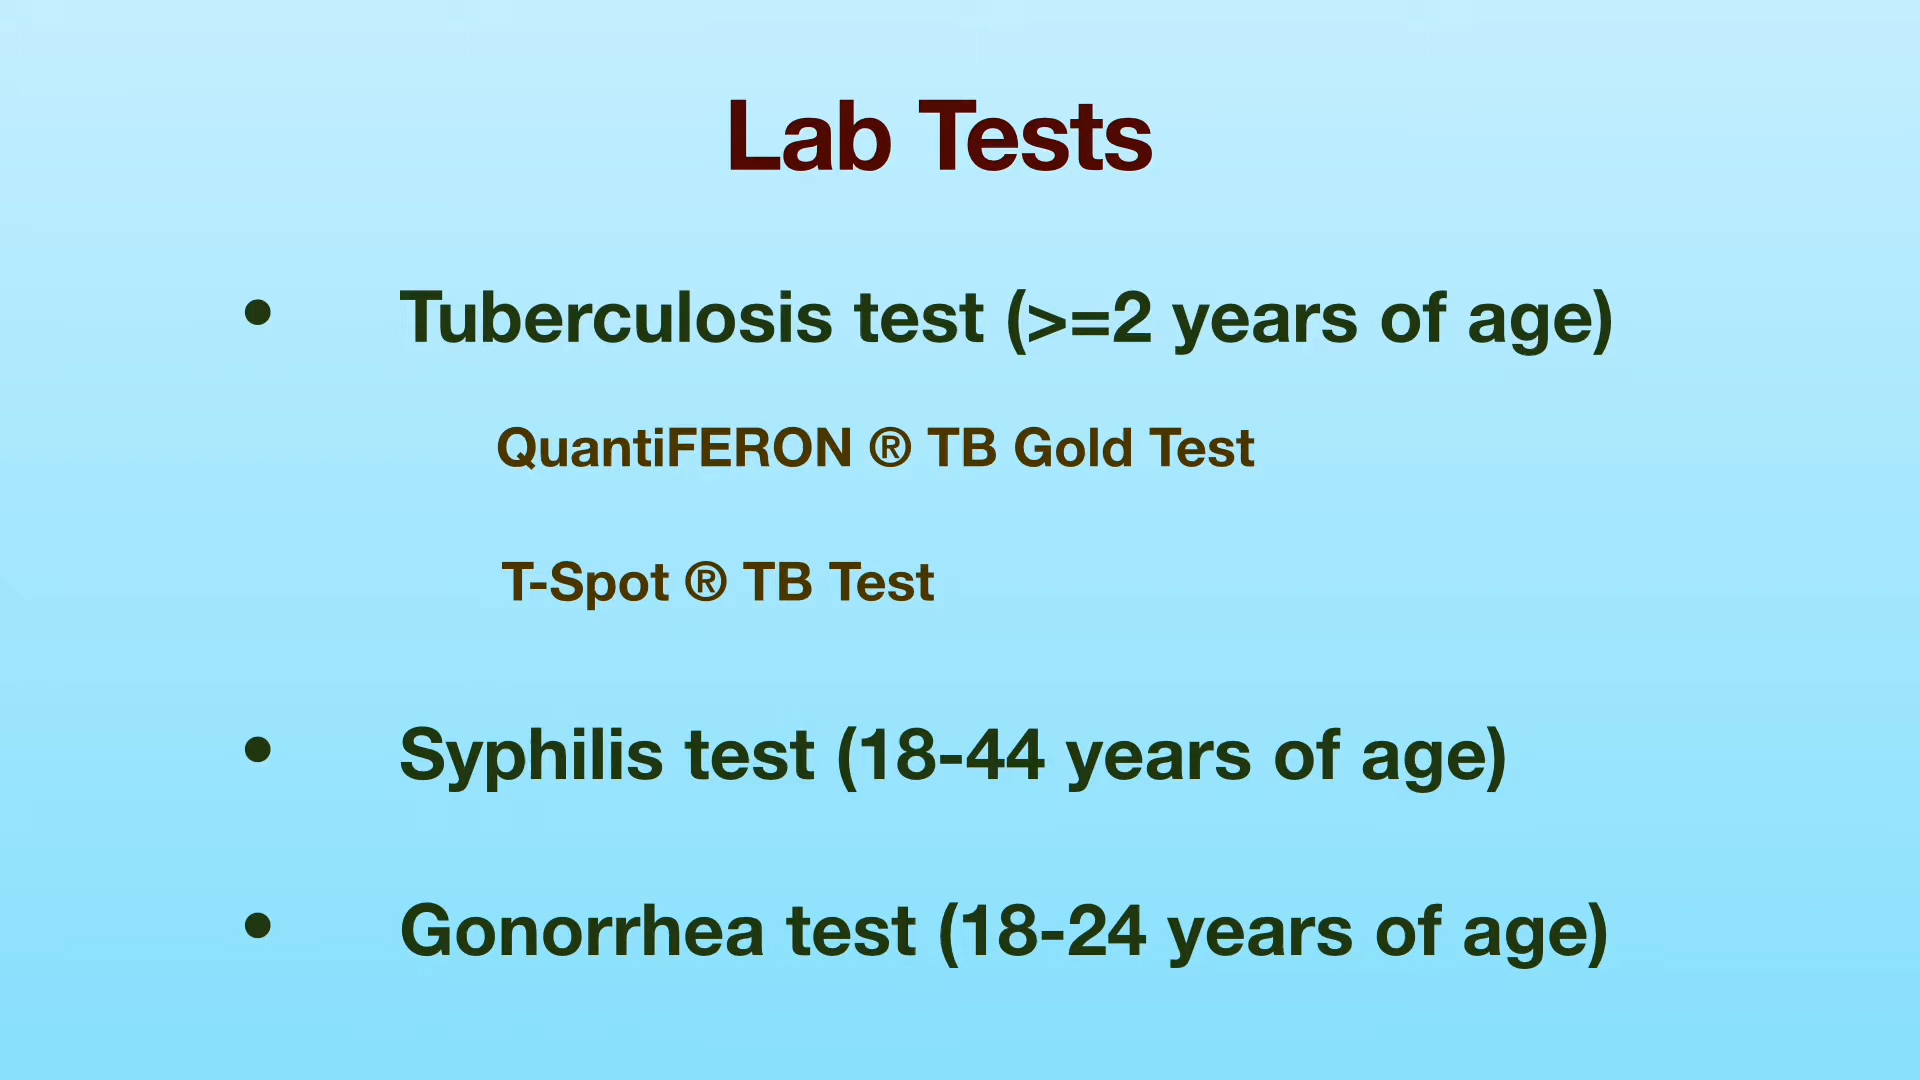 Lab Tests
• Tuberculosis test (>=2 years of age)
QuantiFERON ® TB Gold Test
T-Spot ® TB Test
• Syphilis test (18-44 years of age)
• Gonorrhea test (18-24 years of age)